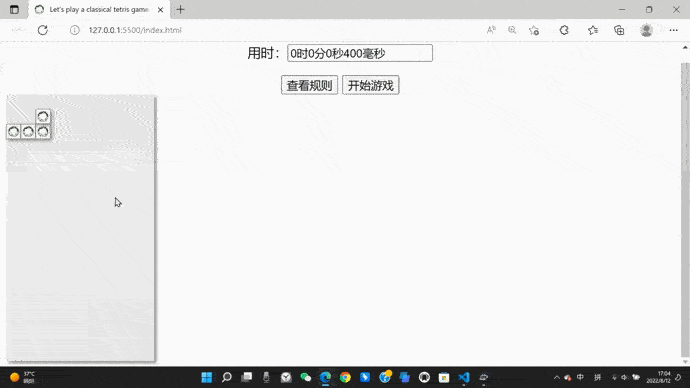 Let's play a classical tetris game
127.0.0.1:5500/index.html
用时：0时0分0秒400毫秒
查看规则 开始游戏
37°C
晴朗
中 拼
17:04
2022/8/12